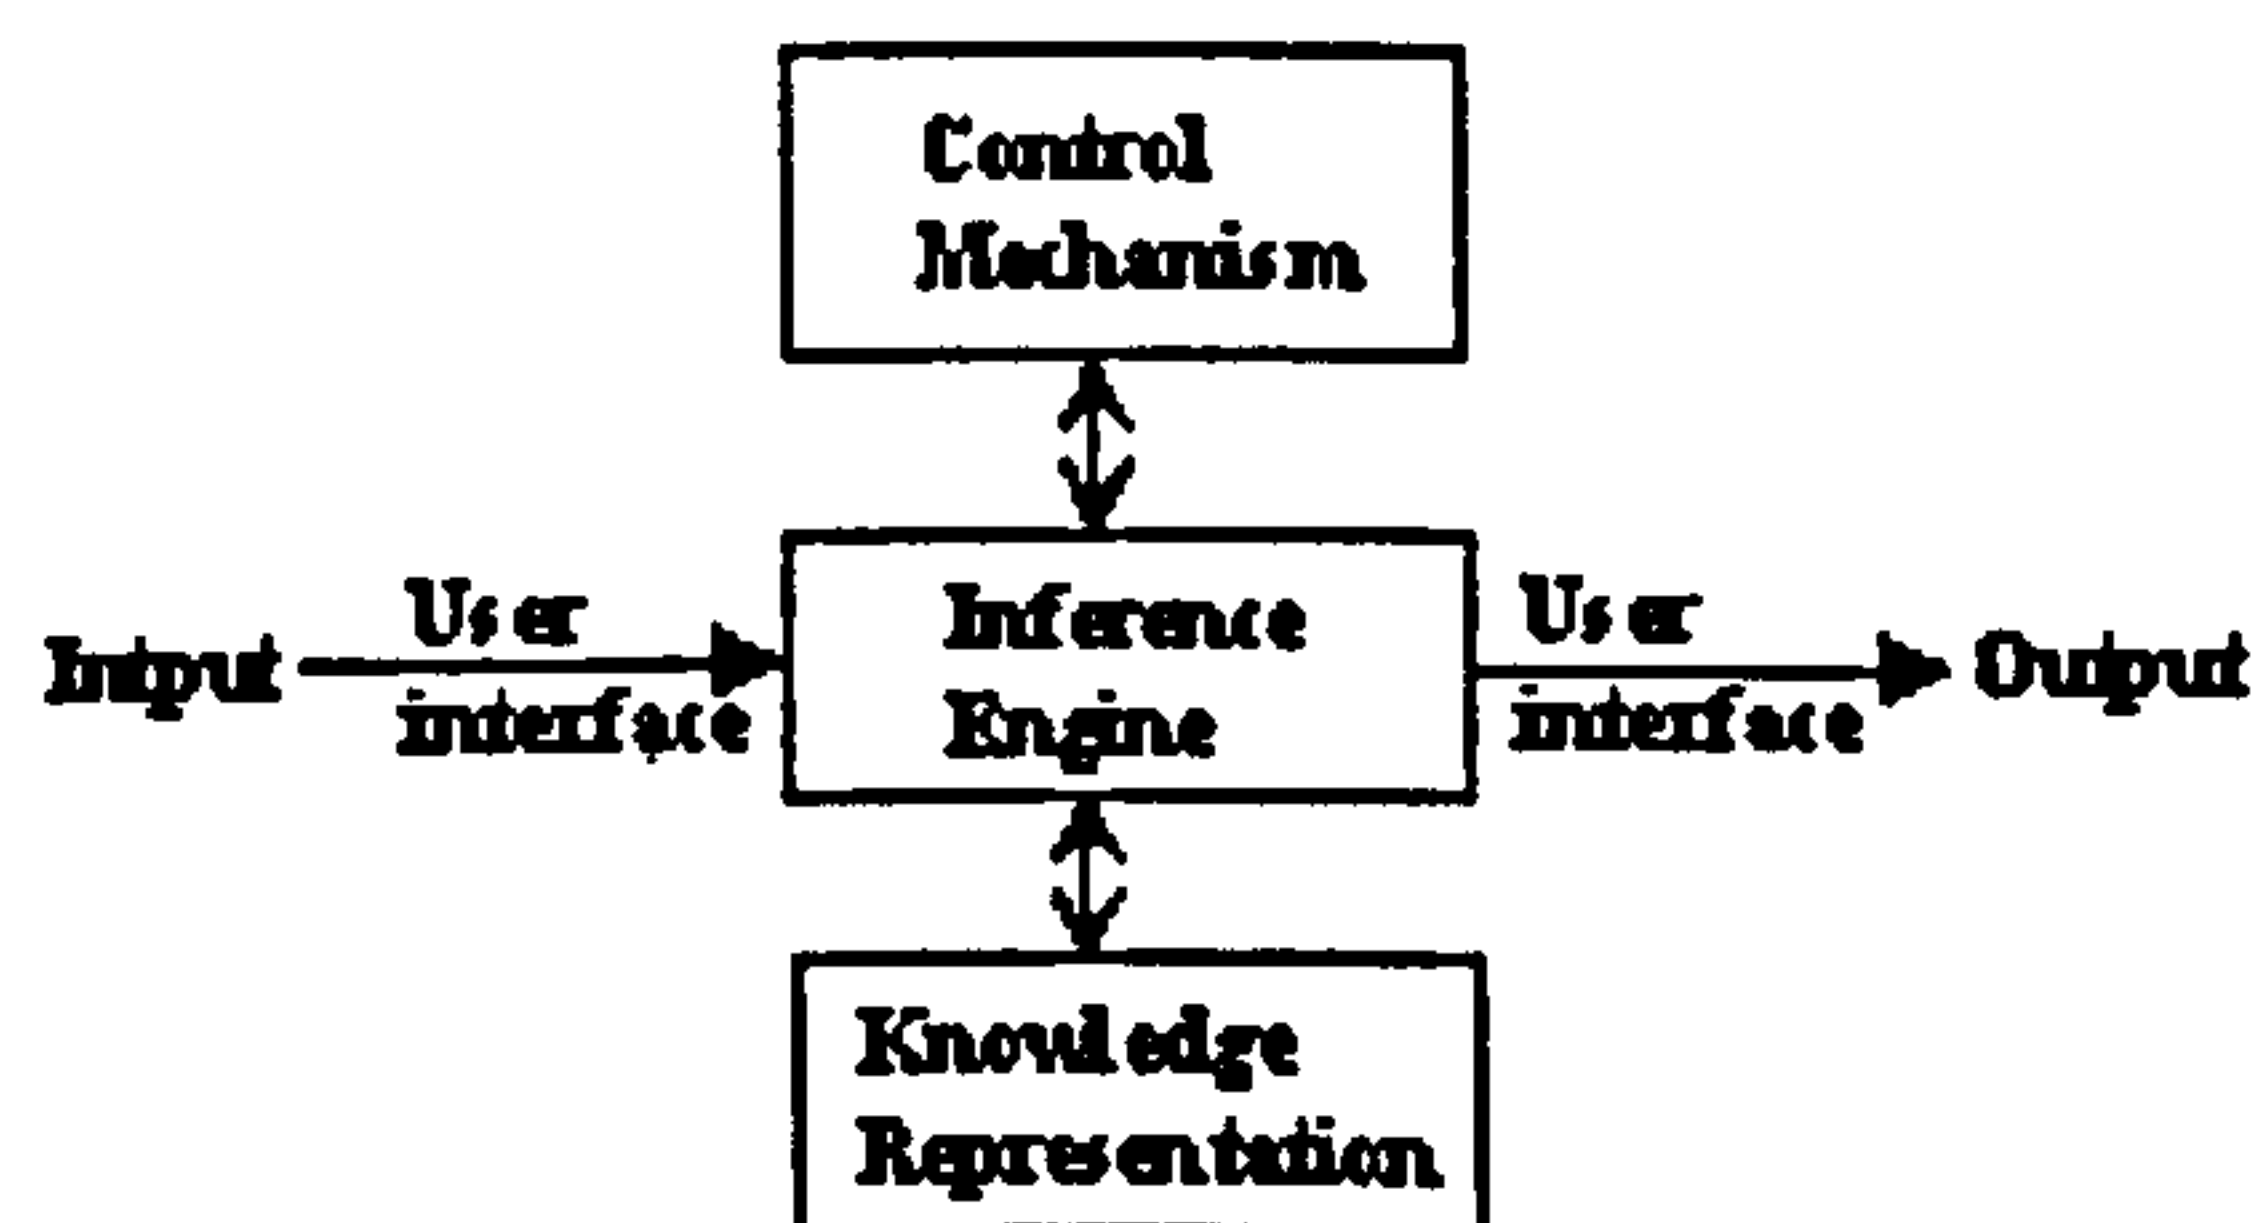 Control
Mechanism
User
Input
interface
Inference
Engine
User
interface
Output
Knowledge
Representation